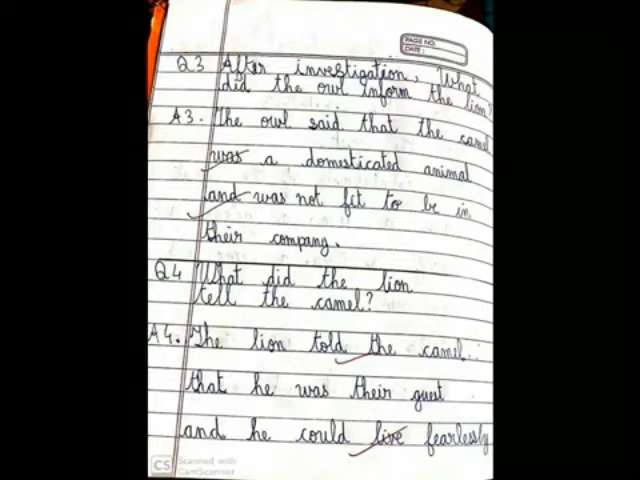 PAGE NO.
DATE:
Q3 After investigation, What
did the owl inform the lion?
A3. The owl said that the camel
was a domesticated animal
and was not fit to be in
their company.
Q4 What did the lion
tell the camel?
A4. The lion told the camel
that he was their guest
and he could live fearlessly
CS Scanned with
CamScanner